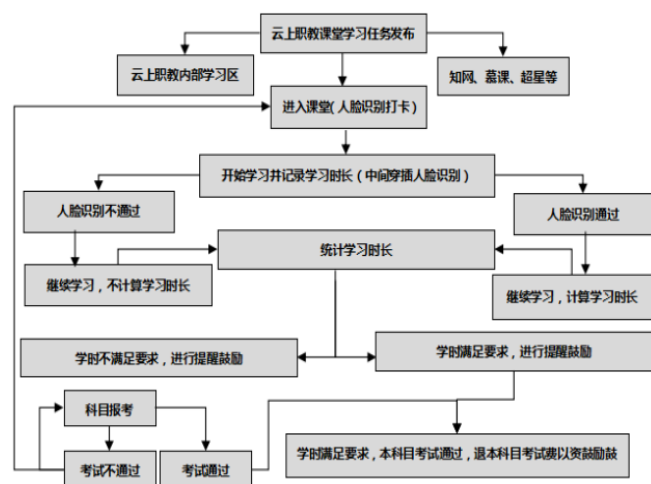 云上职教课堂学习任务发布
云上职教内部学习区
知网、慕课、超星等
进入课堂(人脸识别打卡)
开始学习并记录学习时长(中间穿插人脸识别)
人脸识别不通过
人脸识别通过
统计学习时长
继续学习,不计算学习时长
继续学习,计算学习时长
学时不满足要求,进行提醒鼓励
学时满足要求,进行提醒鼓励
科目报考
考试不通过
考试通过
学时满足要求,本科目考试通过,退本科目考试费以资鼓励鼓